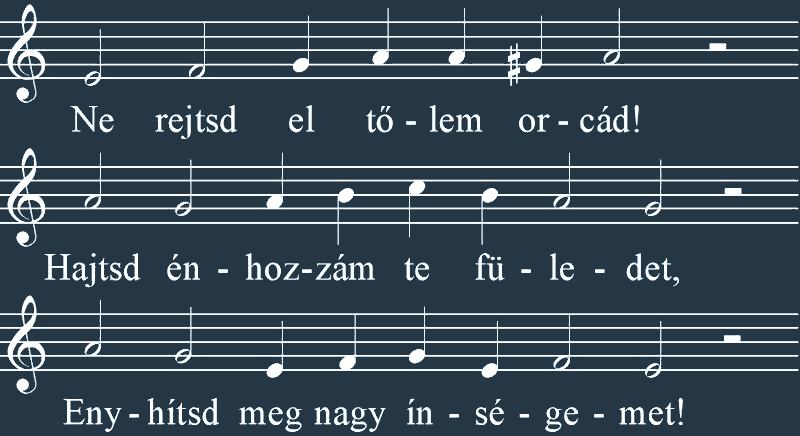 Ne rejtsd el tő - lem or - cád!
Hajtsd én - hoz-zám te fü - le - det,
Eny - hítsd meg nagy ín - sé - ge - met!